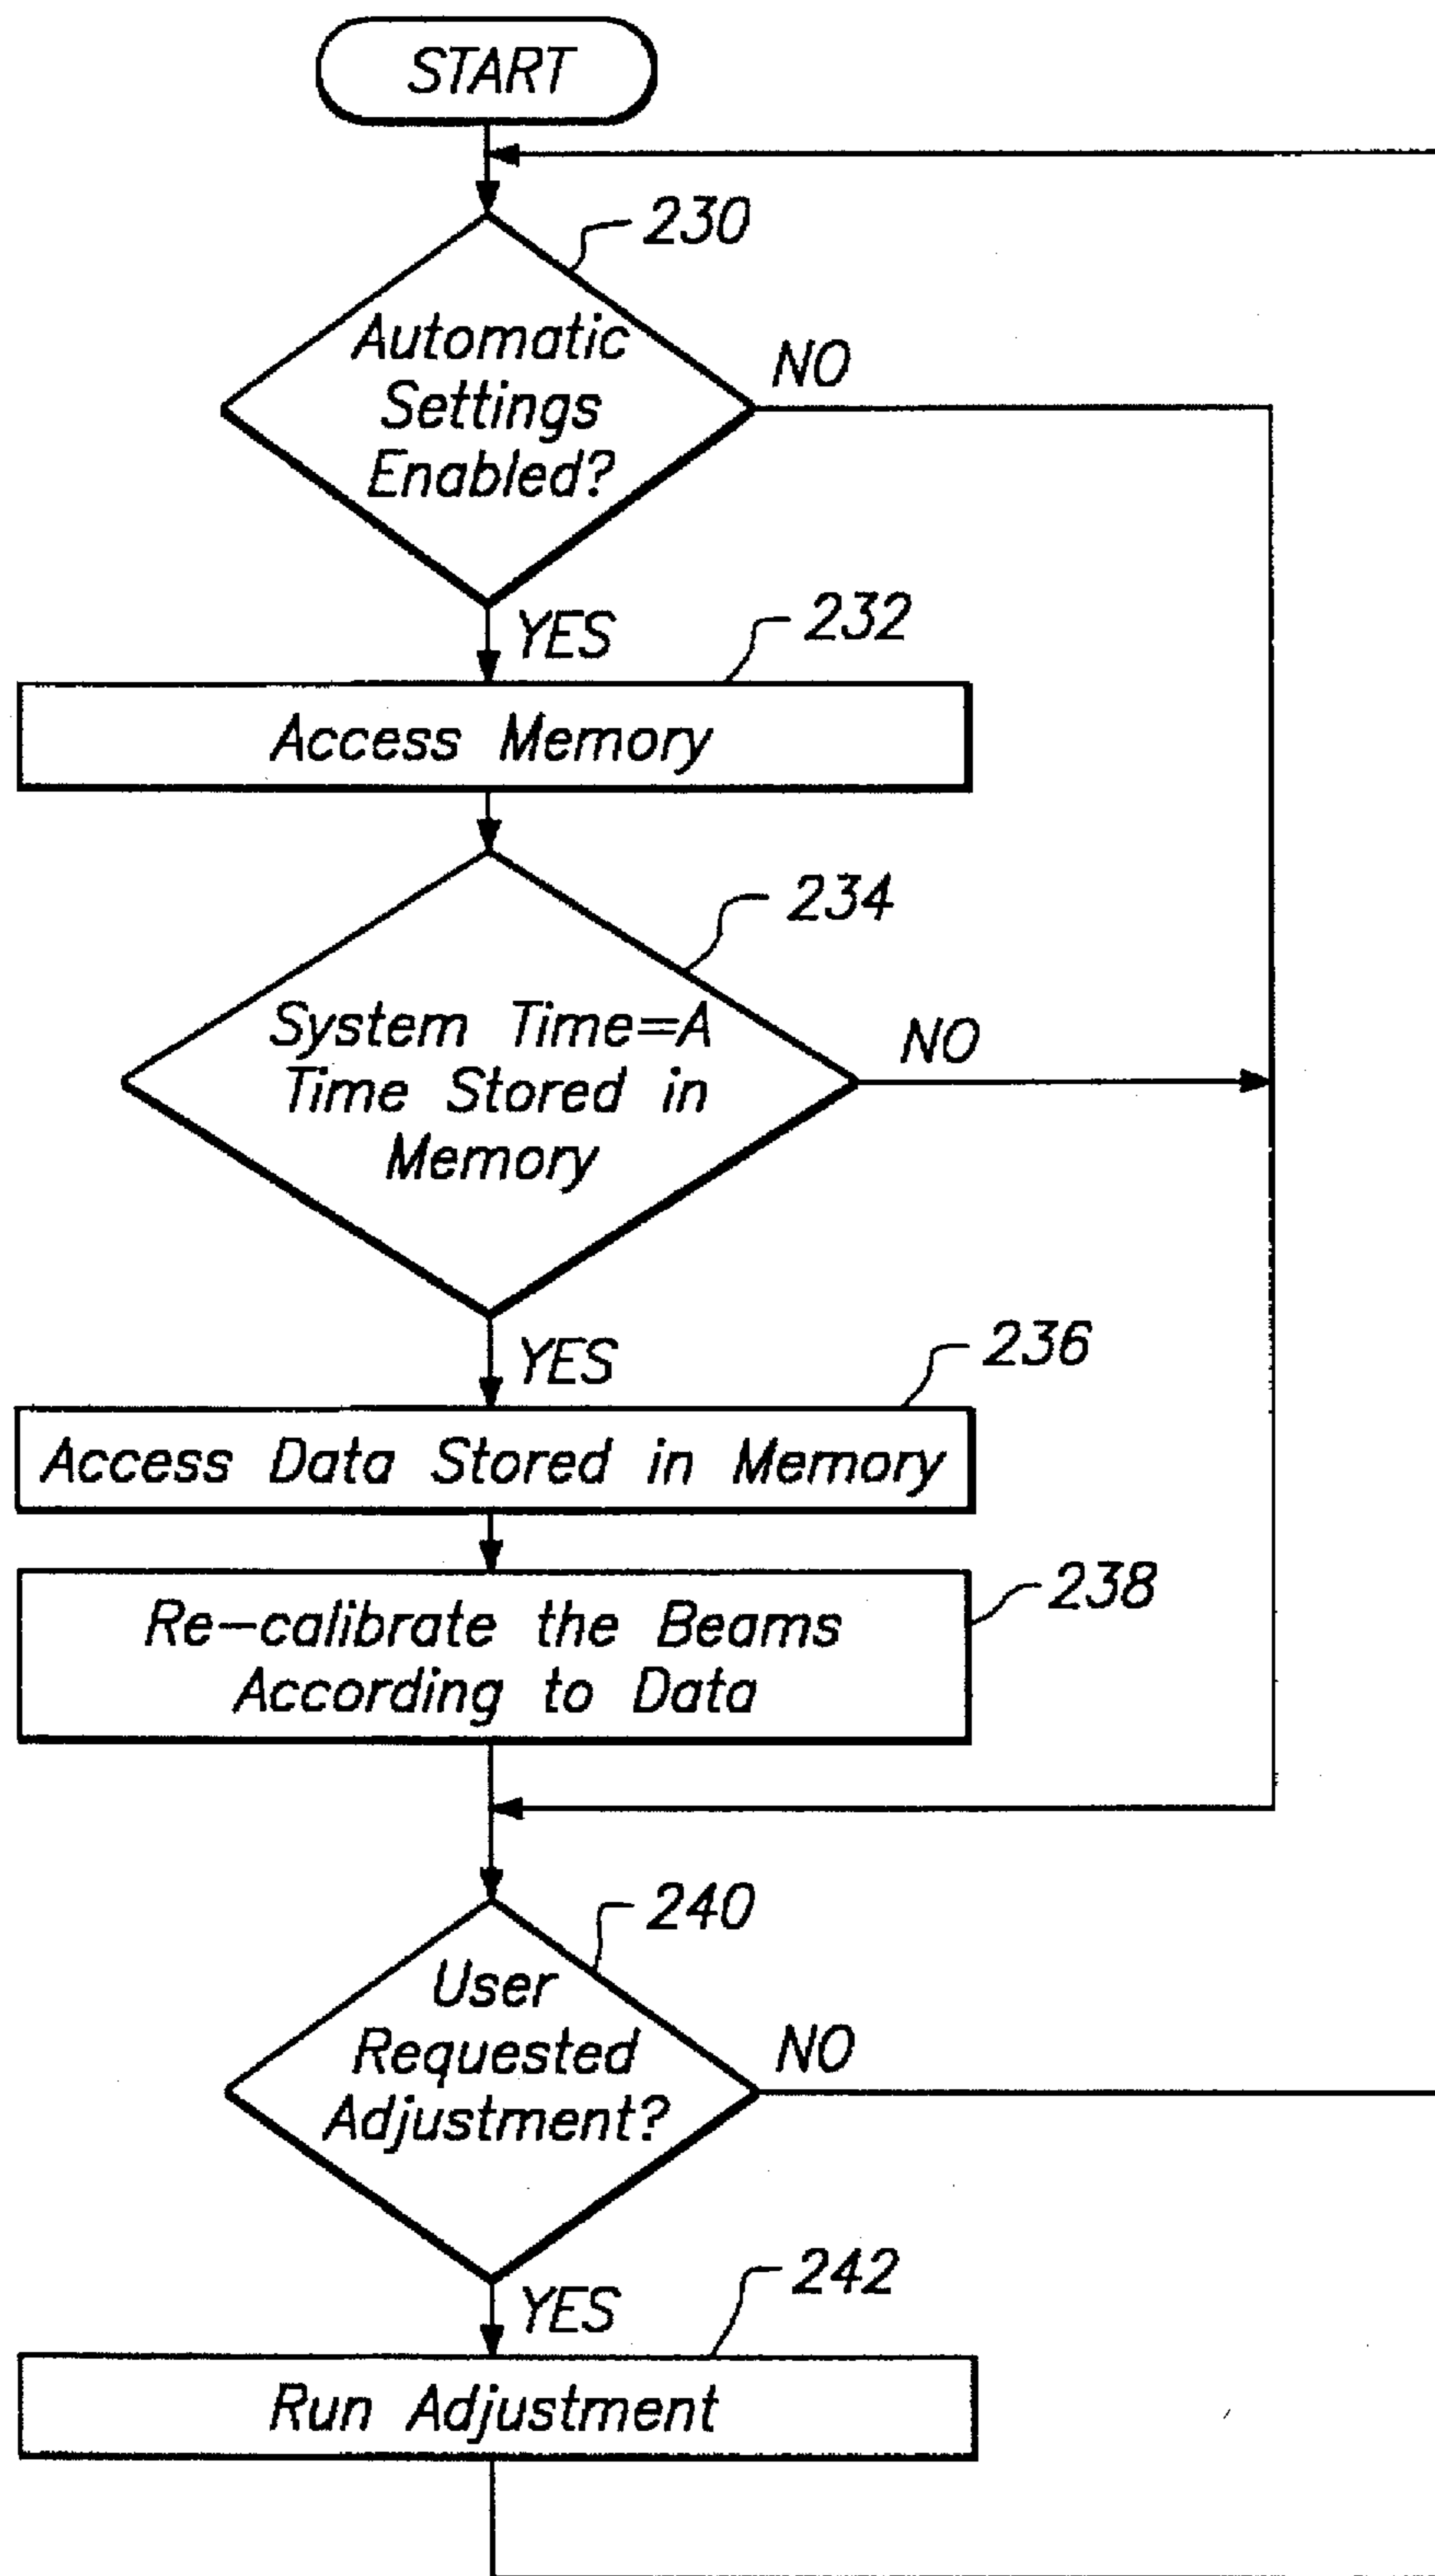 START
230
Automatic
Settings
Enabled?
NO
YES
232
Access Memory
234
System Time=A
Time Stored in
Memory
NO
YES
236
Access Data Stored in Memory
238
Re-calibrate the Beams
According to Data
240
User
Requested
Adjustment?
NO
YES
242
Run Adjustment